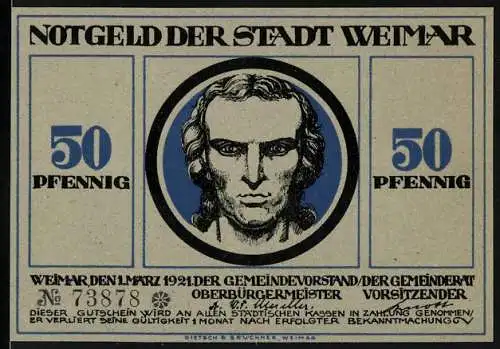 NOTGELD DER STADT WEIMAR
50
PFENNIG
50
PFENNIG
WEIMAR, DEN 1. MÄRZ 1921. DER GEMEINDEVORSTAND / DER GEMEINDERAT
OBERBÜRGERMEISTER VORSITZENDER
№ 73878
DIESER GUTSCHEIN WIRD AN ALLEN STÄDTISCHEN KASSEN IN ZAHLUNG GENOMMEN /
ER VERLIERT SEINE GÜLTIGKEIT 1 MONAT NACH ERFOLGTER BEKANNTMACHUNG
DIETSCH & BRÜCKNER, WEIMAR